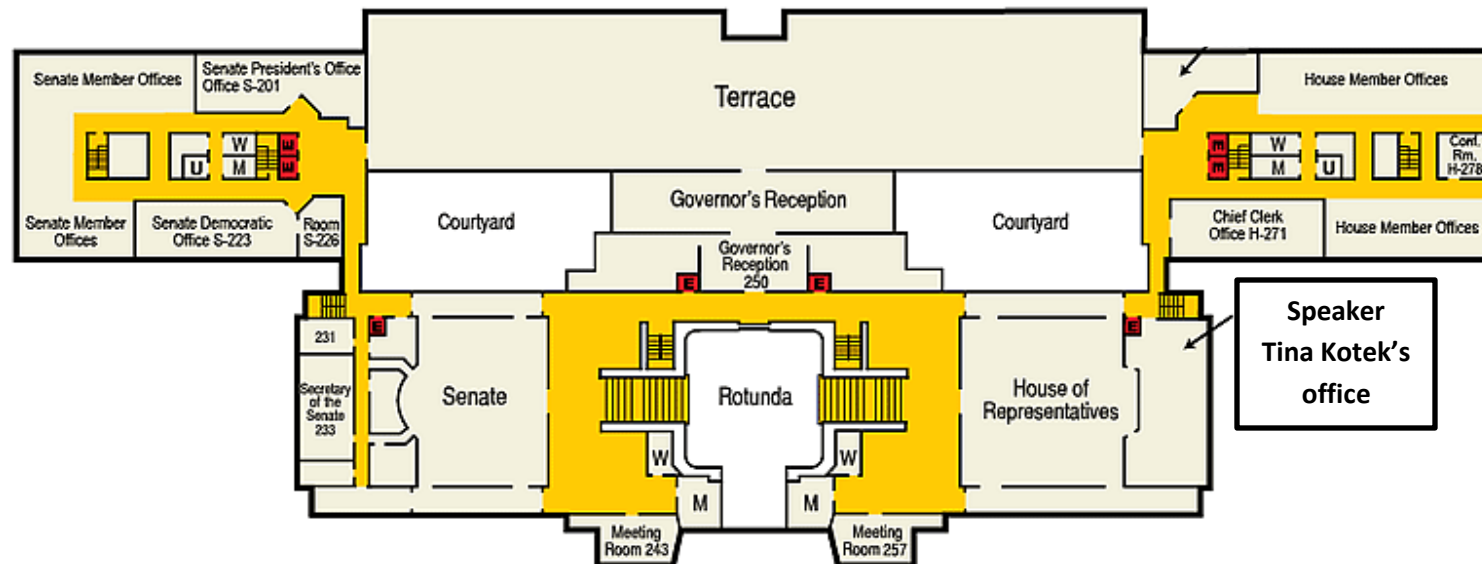 Senate Member Offices
Senate President's Office
Office S-201
Terrace
House Member Offices
W
M
U
E
E
E
E
W
M
U
Conf.
Rm.
H-278
Senate Member
Offices
Senate Democratic
Office S-223
Room
S-226
Courtyard
Governor's Reception
Courtyard
Chief Clerk
Office H-271
House Member Offices
Governor's
Reception
250
E
E
231
E
E
Secretary
of the
Senate
233
Senate
Rotunda
House of
Representatives
Speaker
Tina Kotek’s
office
W
W
M
M
Meeting
Room 243
Meeting
Room 257